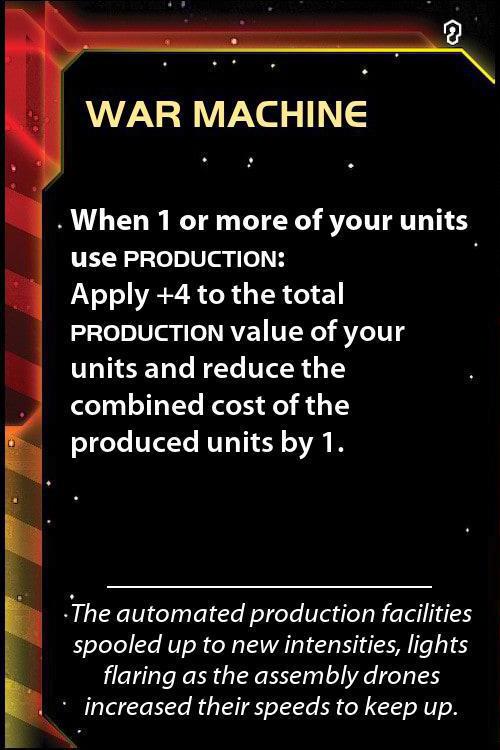 WAR MACHINE
When 1 or more of your units
use PRODUCTION:
Apply +4 to the total
PRODUCTION value of your
units and reduce the
combined cost of the
produced units by 1.
The automated production facilities
spooled up to new intensities, lights
flaring as the assembly drones
increased their speeds to keep up.